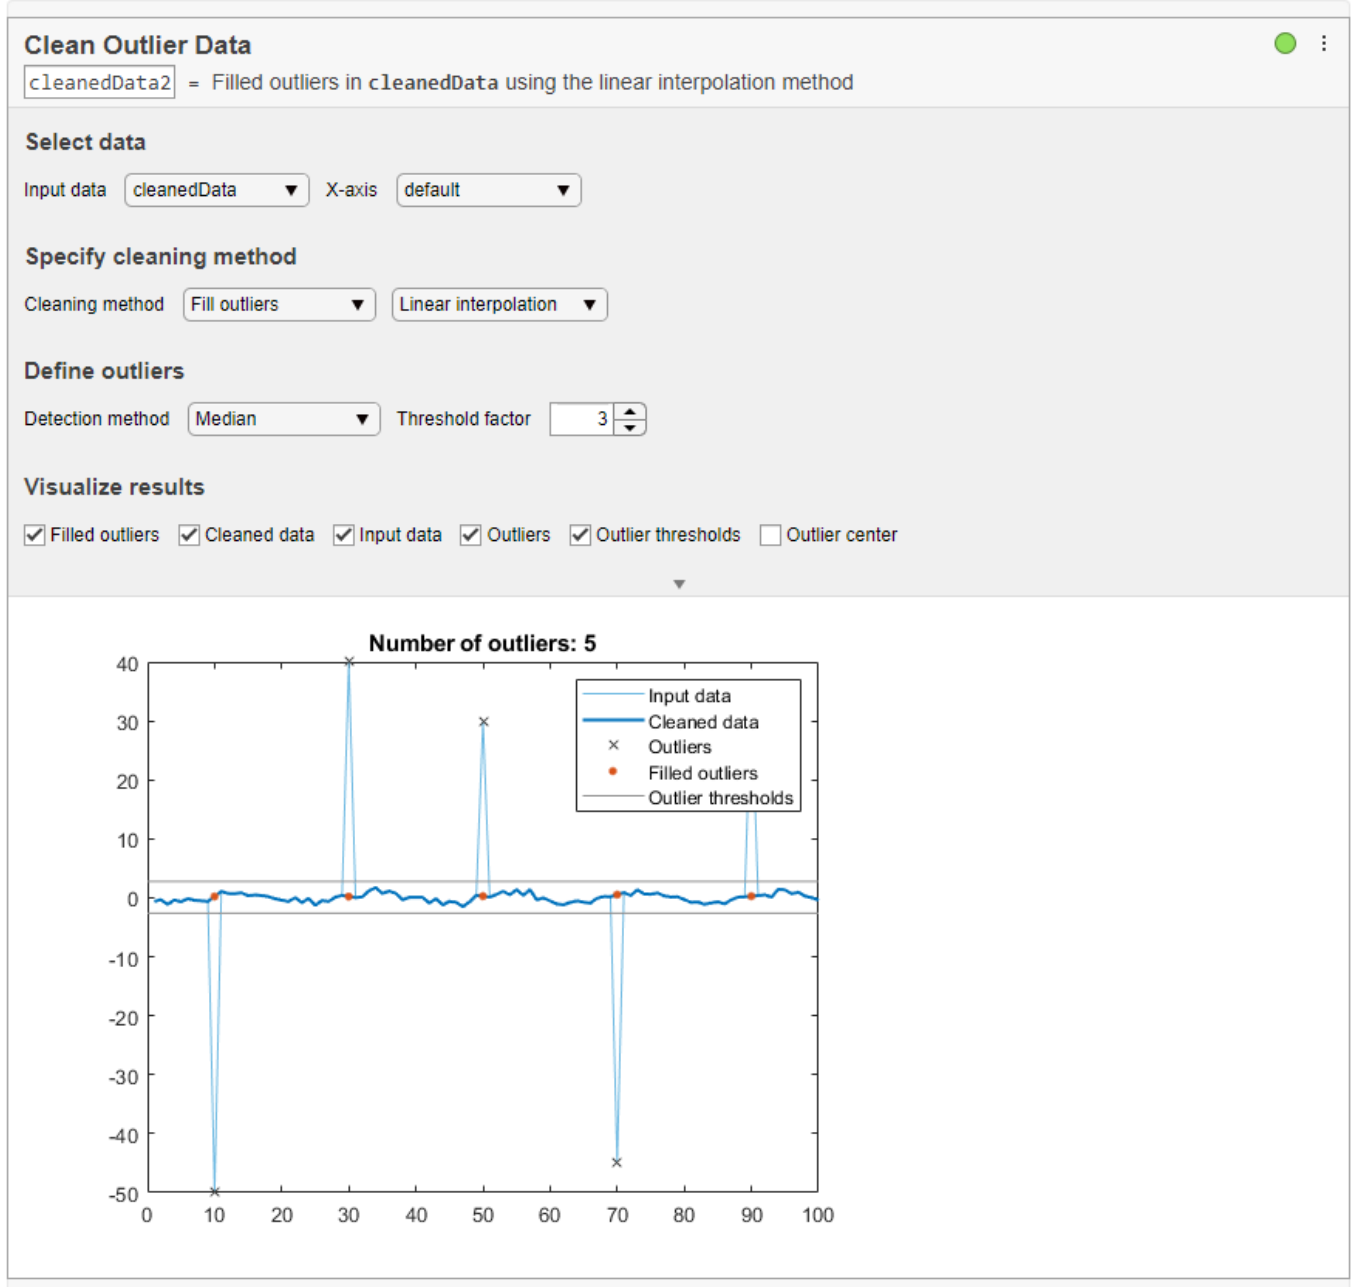 Clean Outlier Data
cleanedData2 = Filled outliers in cleanedData using the linear interpolation method
Select data
Input data cleanedData X-axis default
Specify cleaning method
Cleaning method Fill outliers Linear interpolation
Define outliers
Detection method Median Threshold factor 3
Visualize results
Filled outliers Cleaned data Input data Outliers Outlier thresholds Outlier center
Number of outliers: 5
40
30
20
10
0
-10
-20
-30
-40
-50
Input data
Cleaned data
Outliers
Filled outliers
Outlier thresholds
0 10 20 30 40 50 60 70 80 90 100